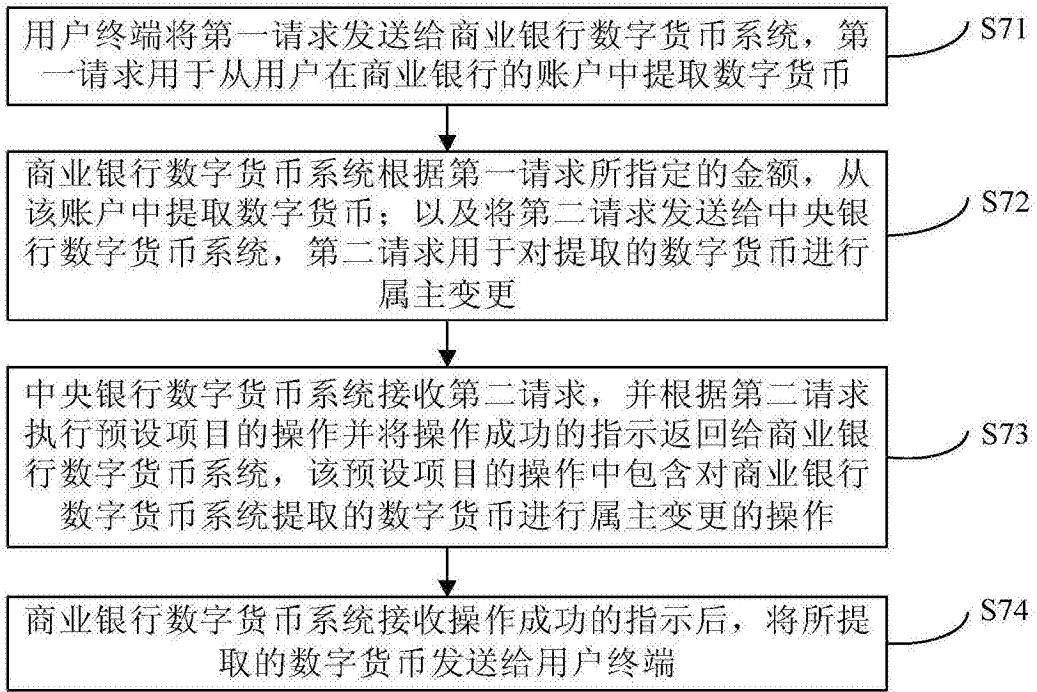 用户终端将第一请求发送给商业银行数字货币系统，第
一请求用于从用户在商业银行的账户中提取数字货币
S71
商业银行数字货币系统根据第一请求所指定的金额，从
该账户中提取数字货币；以及将第二请求发送给中央银
行数字货币系统，第二请求用于对提取的数字货币进行
属主变更
S72
中央银行数字货币系统接收第二请求，并根据第二请求
执行预设项目的操作并将操作成功的指示返回给商业银
行数字货币系统，该预设项目的操作中包含对商业银行
数字货币系统提取的数字货币进行属主变更的操作
S73
商业银行数字货币系统接收操作成功的指示后，将所提
取的数字货币发送给用户终端
S74